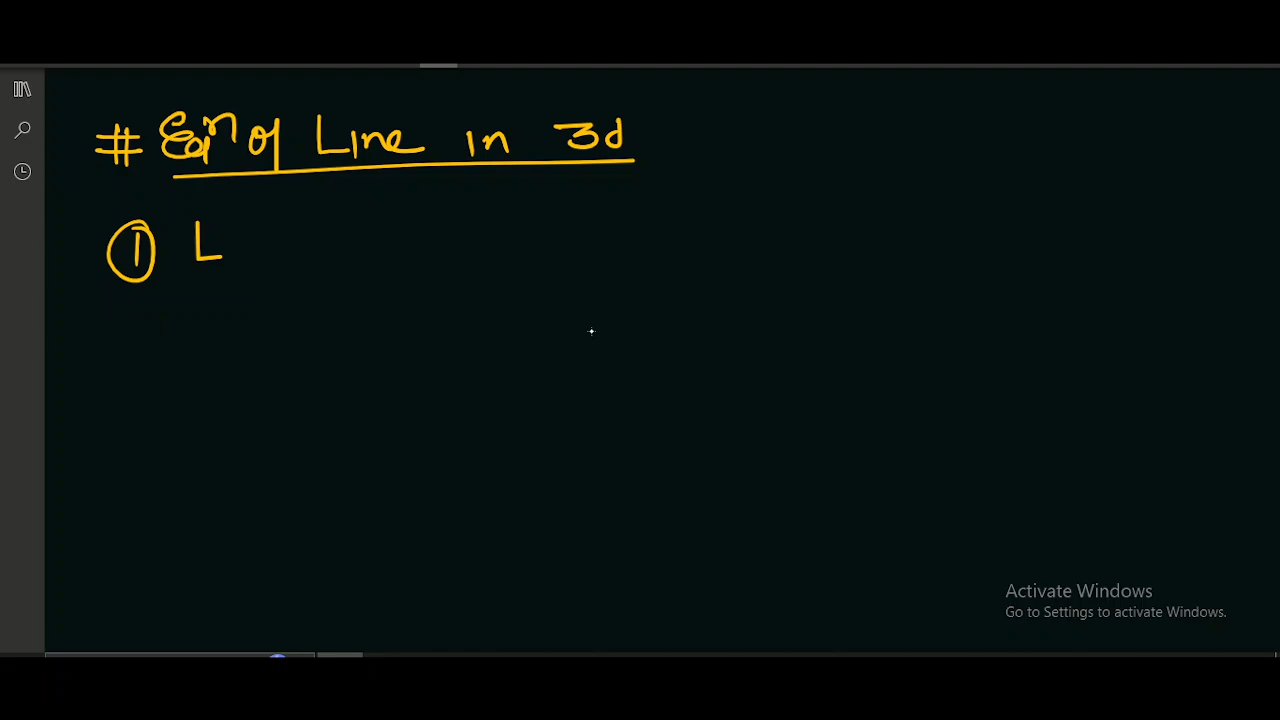 # Eqⁿ of Line in 3d
① L
Activate Windows
Go to Settings to activate Windows.